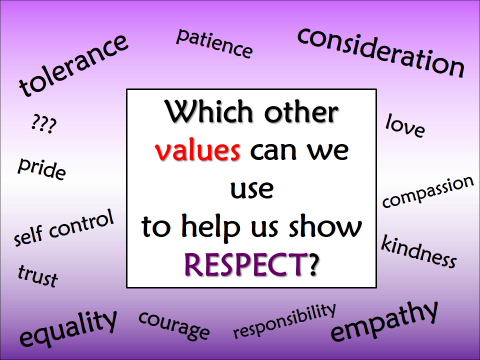 tolerance
patience
consideration
???
love
pride
compassion
self control
kindness
trust
Which other
values can we
use
to help us show
RESPECT?
equality
courage
responsibility
empathy